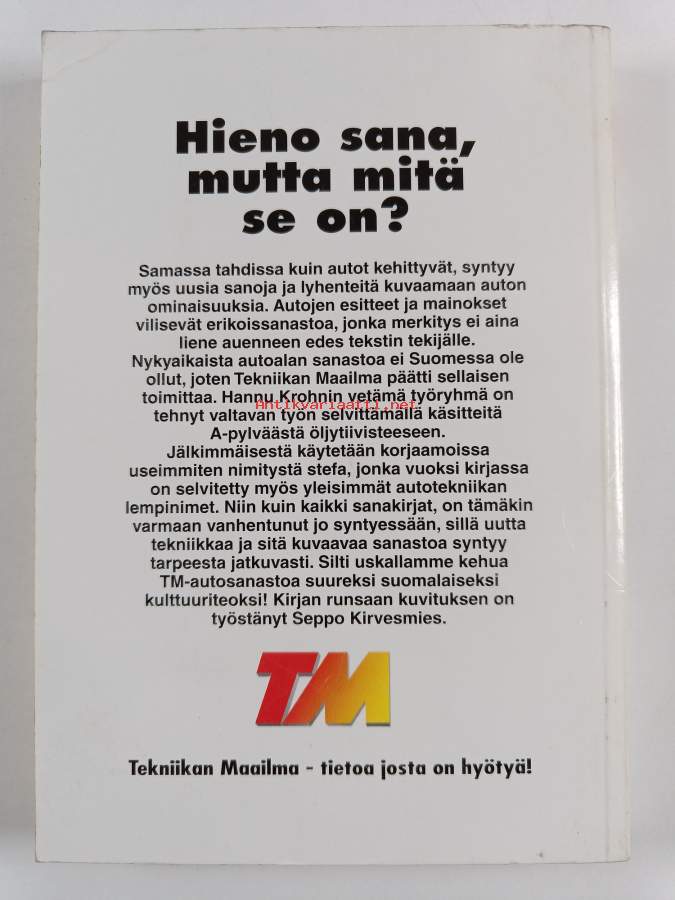 Hieno sana,
mutta mitä
se on?
Samassa tahdissa kuin autot kehittyvät, syntyy
myös uusia sanoja ja lyhenteitä kuvaamaan auton
ominaisuuksia. Autojen esitteet ja mainokset
vilisevät erikoissanastoa, jonka merkitys ei aina
liene auenneen edes tekstin tekijälle.
Nykyaikaista autoalan sanastoa ei Suomessa ole
ollut, joten Tekniikan Maailma päätti sellaisen
toimittaa. Hannu Krohnin vetämä työryhmä on
Antikvariaatti.net
tehnyt valtavan työn selvittämällä käsitteitä
A-pylväästä öljytiivisteeseen.
Jälkimmäisestä käytetään korjaamoissa
useimmiten nimitystä stefa, jonka vuoksi kirjassa
on selvitetty myös yleisimmät autotekniikan
lempinimet. Niin kuin kaikki sanakirjat, on tämäkin
varmaan vanhentunut jo syntyessään, sillä uutta
tekniikkaa ja sitä kuvaavaa sanastoa syntyy
tarpeesta jatkuvasti. Silti uskallamme kehua
TM-autosanastoa suureksi suomalaiseksi
kulttuuriteoksi! Kirjan runsaan kuvituksen on
työstänyt Seppo Kirvesmies.
TM
Tekniikan Maailma - tietoa josta on hyötyä!